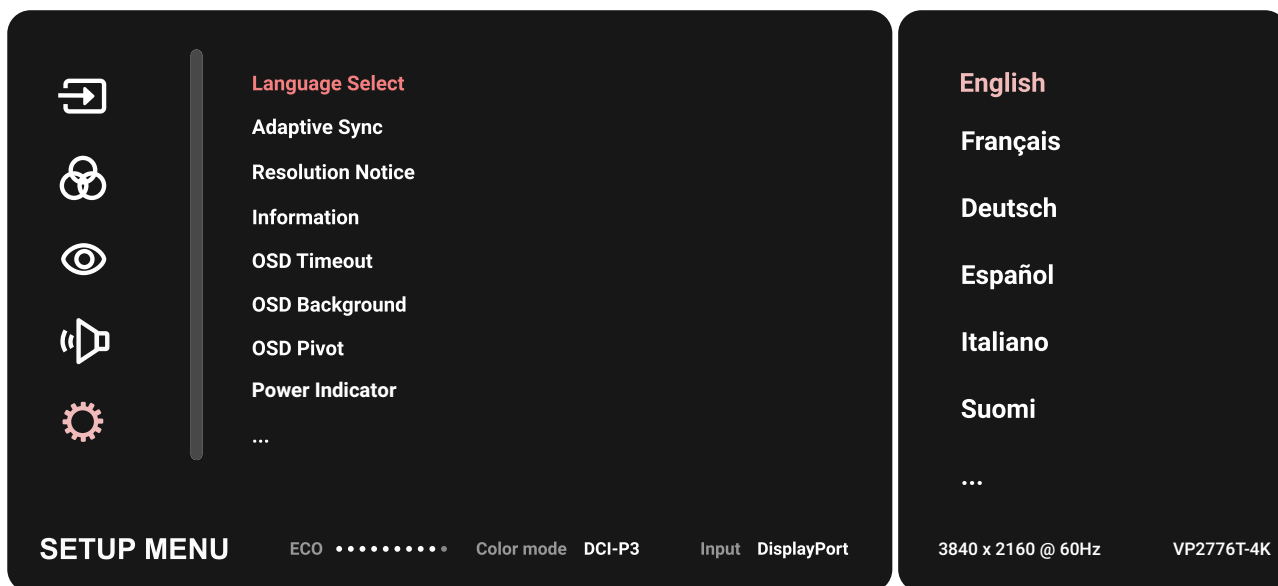 Language Select
Adaptive Sync
Resolution Notice
Information
OSD Timeout
OSD Background
OSD Pivot
Power Indicator
...
English
Français
Deutsch
Español
Italiano
Suomi
...
SETUP MENU ECO Color mode DCI-P3 Input DisplayPort 3840 x 2160 @ 60Hz VP2776T-4K